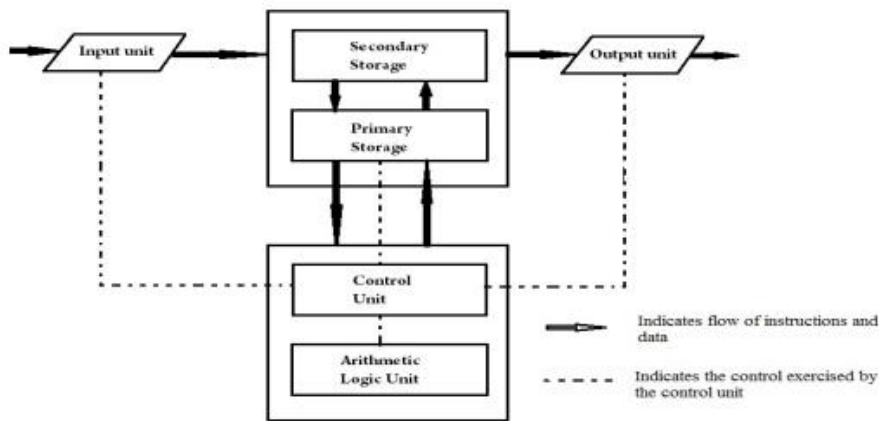 Input unit
Secondary
Storage
Output unit
Primary
Storage
Control
Unit
Arithmetic
Logic Unit
Indicates flow of instructions and
data
Indicates the control exercised by
the control unit